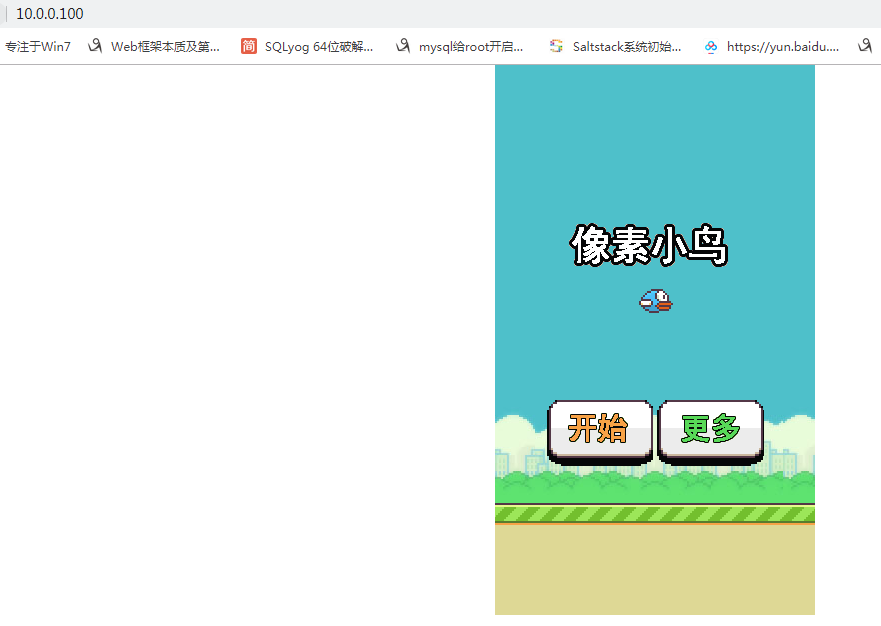 10.0.0.100
专注于Win7 Web框架本质及第... 简 SQLyog 64位破解... mysql给root开启... Saltstack系统初始... https://yun.baidu....
像素小鸟
开始 更多